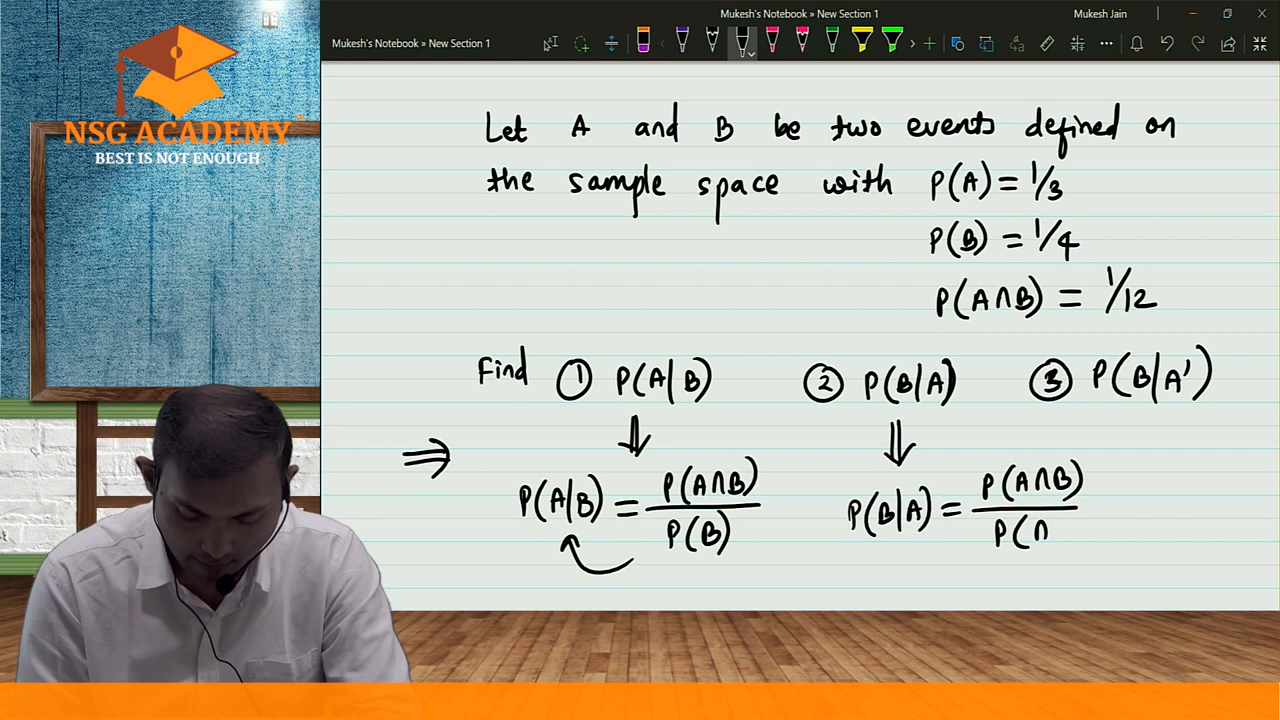 Mukesh's Notebook » New Section 1
Mukesh Jain
Mukesh's Notebook » New Section 1
NSG ACADEMY
BEST IS NOT ENOUGH
Let A and B be two events defined on
the sample space with P(A) = 1/3
P(B) = 1/4
P(A∩B) = 1/12
Find ① P(A|B) ② P(B|A) ③ P(B|A')
⇓ ⇓
⇒ P(A|B) = P(A∩B) / P(B) P(B|A) = P(A∩B) / P(∩